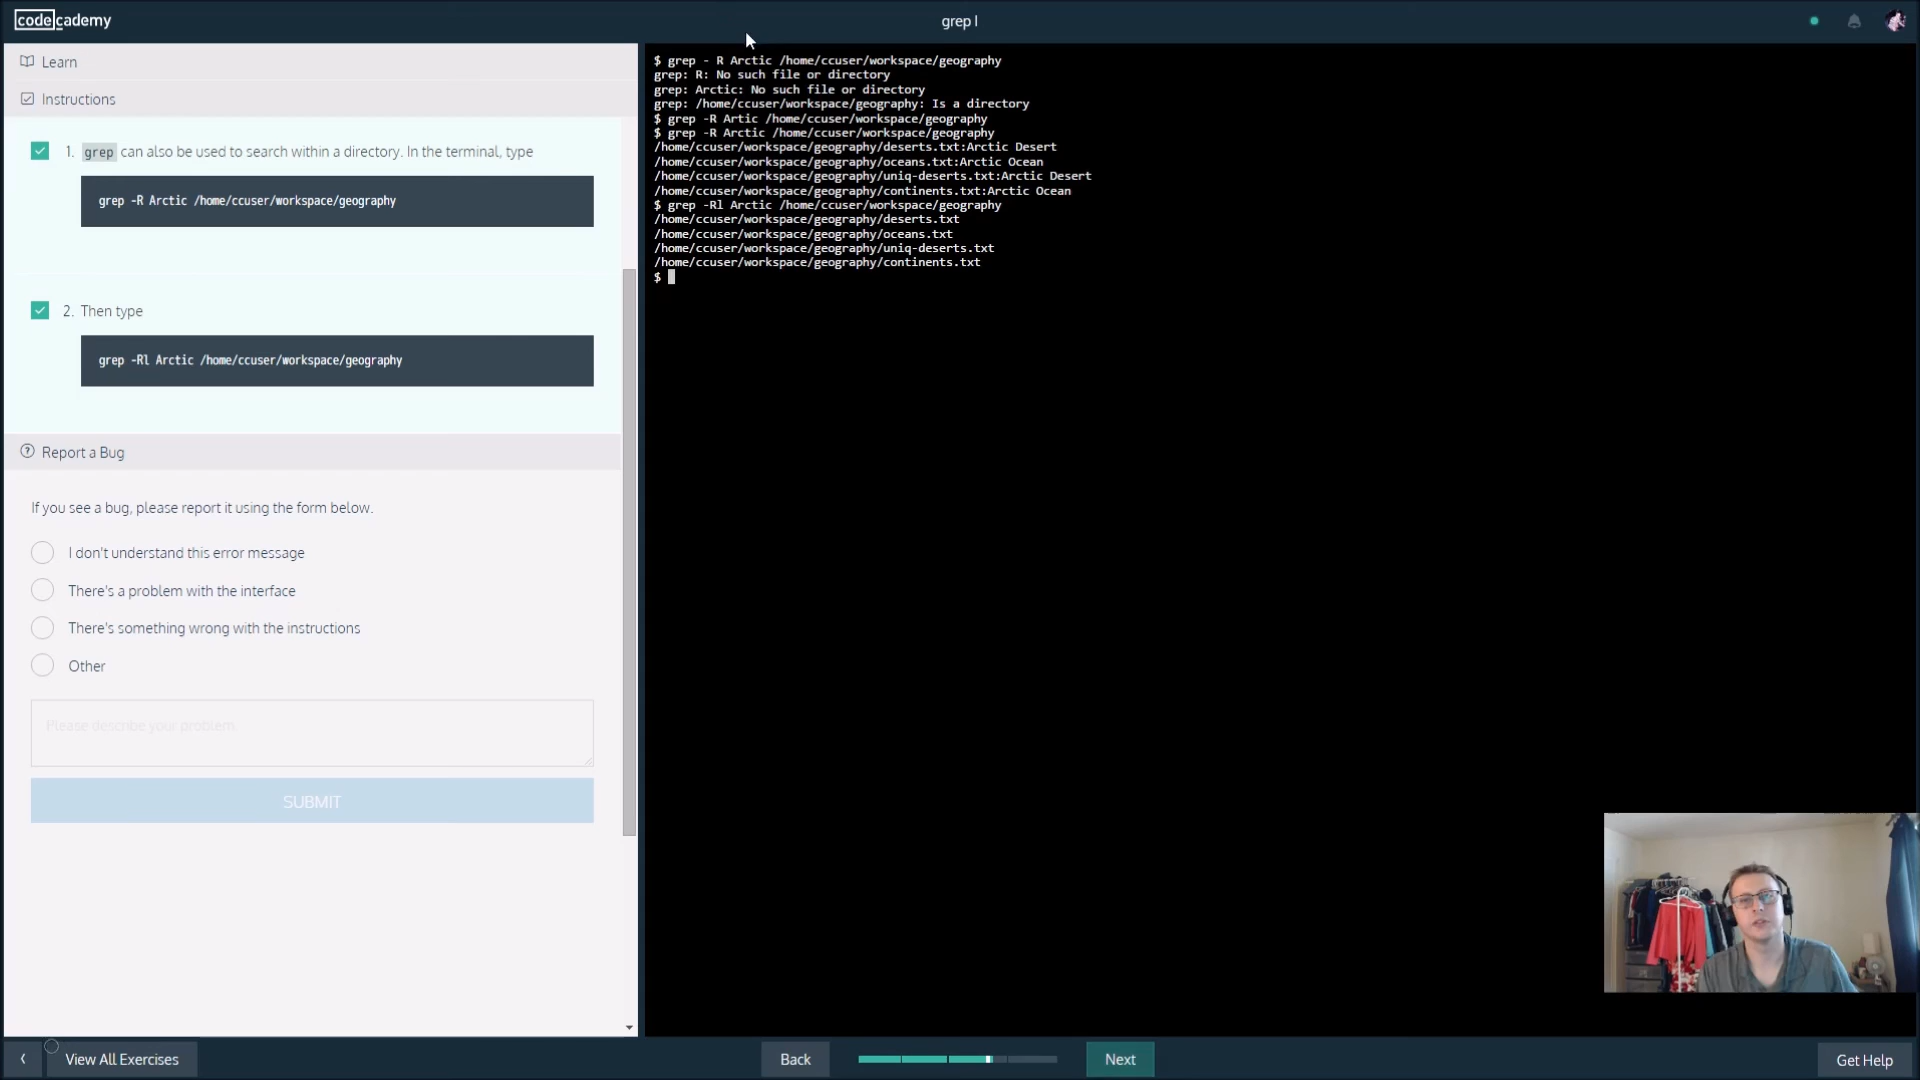 codecademy
grep I
Learn
Instructions
1. grep can also be used to search within a directory. In the terminal, type
grep -R Arctic /home/ccuser/workspace/geography
2. Then type
grep -Rl Arctic /home/ccuser/workspace/geography
Report a Bug
If you see a bug, please report it using the form below.
I don't understand this error message
There's a problem with the interface
There's something wrong with the instructions
Other
Please describe your problem.
SUBMIT
$ grep - R Arctic /home/ccuser/workspace/geography
grep: R: No such file or directory
grep: Arctic: No such file or directory
grep: /home/ccuser/workspace/geography: Is a directory
$ grep -R Artic /home/ccuser/workspace/geography
$ grep -R Arctic /home/ccuser/workspace/geography
/home/ccuser/workspace/geography/deserts.txt:Arctic Desert
/home/ccuser/workspace/geography/oceans.txt:Arctic Ocean
/home/ccuser/workspace/geography/uniq-deserts.txt:Arctic Desert
/home/ccuser/workspace/geography/continents.txt:Arctic Ocean
$ grep -Rl Arctic /home/ccuser/workspace/geography
/home/ccuser/workspace/geography/deserts.txt
/home/ccuser/workspace/geography/oceans.txt
/home/ccuser/workspace/geography/uniq-deserts.txt
/home/ccuser/workspace/geography/continents.txt
$
View All Exercises
Back
Next
Get Help